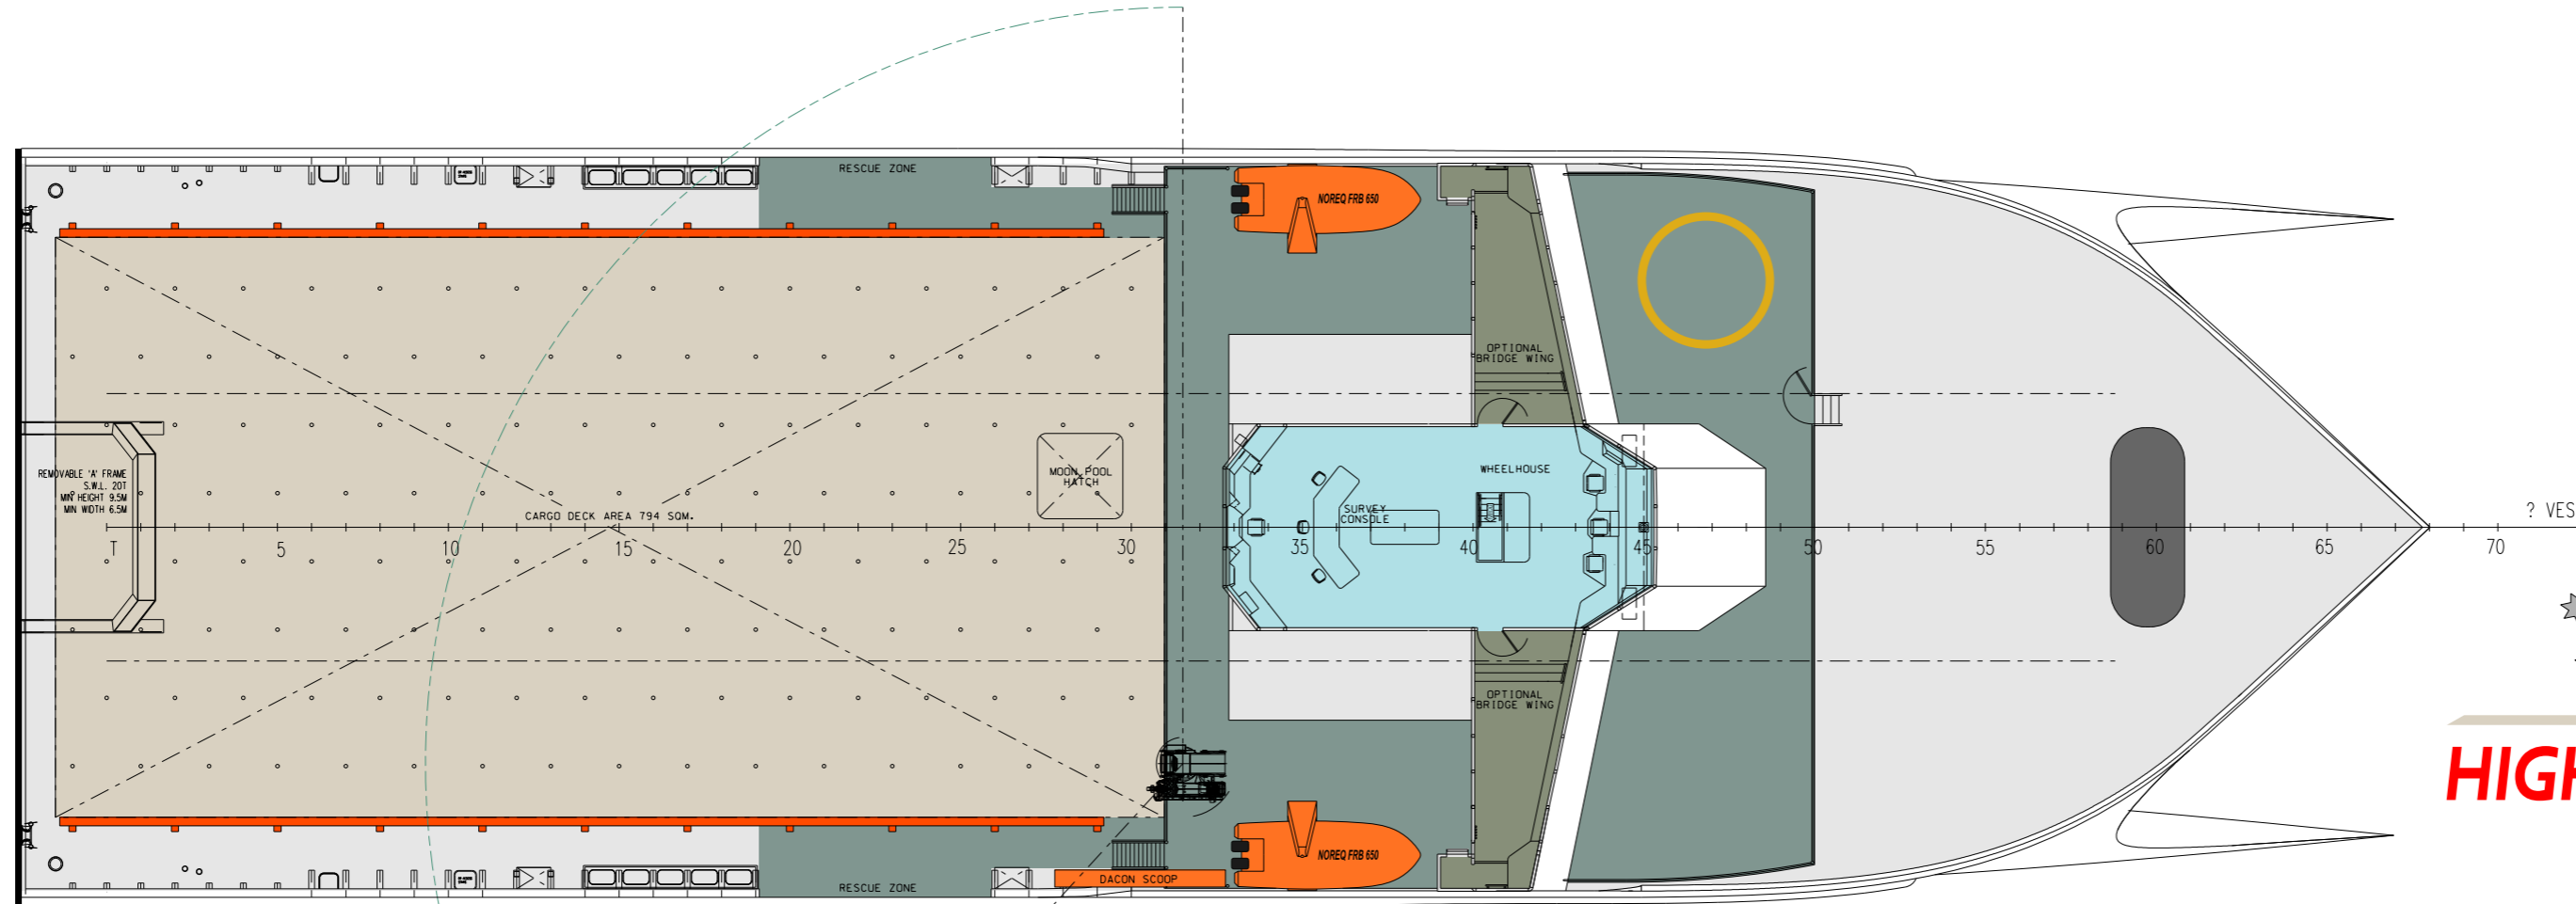 RESCUE ZONE
NOREQ FRB 650
OPTIONAL
BRIDGE WING
REMOVABLE 'A' FRAME
S.W.L. 20T
MIN HEIGHT 9.5M
MIN WIDTH 6.5M
MOON POOL
HATCH
WHEELHOUSE
SURVEY
CONSOLE
CARGO DECK AREA 794 SQM.
? VES
T 5 10 15 20 25 30 35 40 45 50 55 60 65 70
OPTIONAL
BRIDGE WING
HIGH
NOREQ FRB 650
DACON SCOOP
RESCUE ZONE